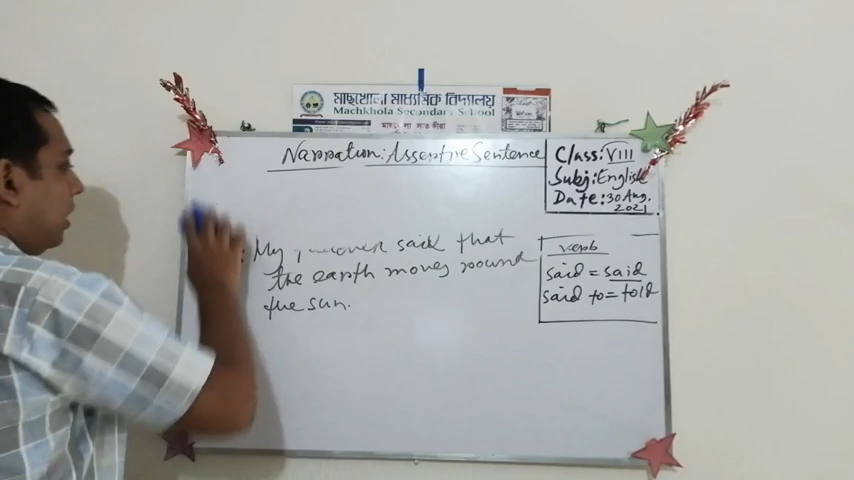 মাছখোলা মাধ্যমিক বিদ্যালয়
Machkhola Secondary School
Narration: Assertive Sentence
Class: VIII
Subj: English
Date: 30 Aug.
2021
My said that
the earth moves round
the sun.
verb
said = said
said to = told